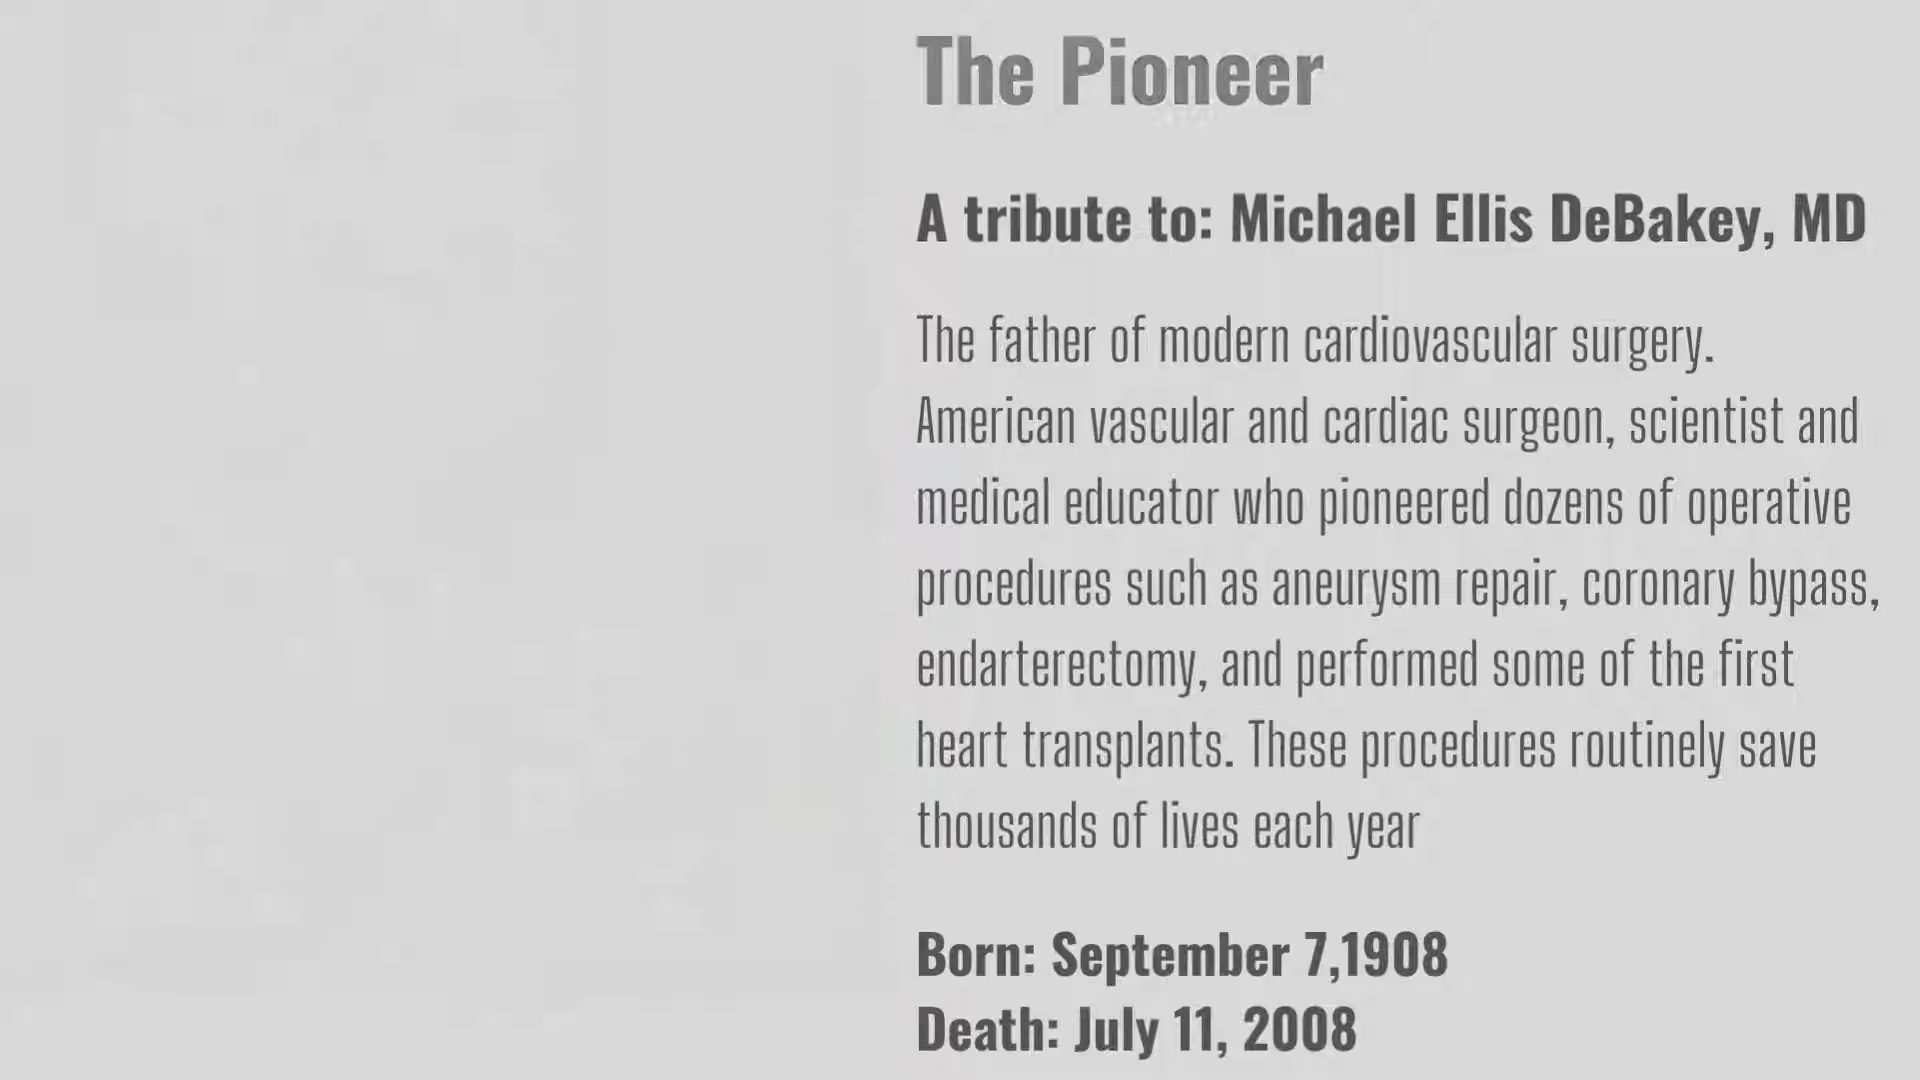 The Pioneer
A tribute to: Michael Ellis DeBakey, MD
The father of modern cardiovascular surgery.
American vascular and cardiac surgeon, scientist and
medical educator who pioneered dozens of operative
procedures such as aneurysm repair, coronary bypass,
endarterectomy, and performed some of the first
heart transplants. These procedures routinely save
thousands of lives each year
Born: September 7,1908
Death: July 11, 2008